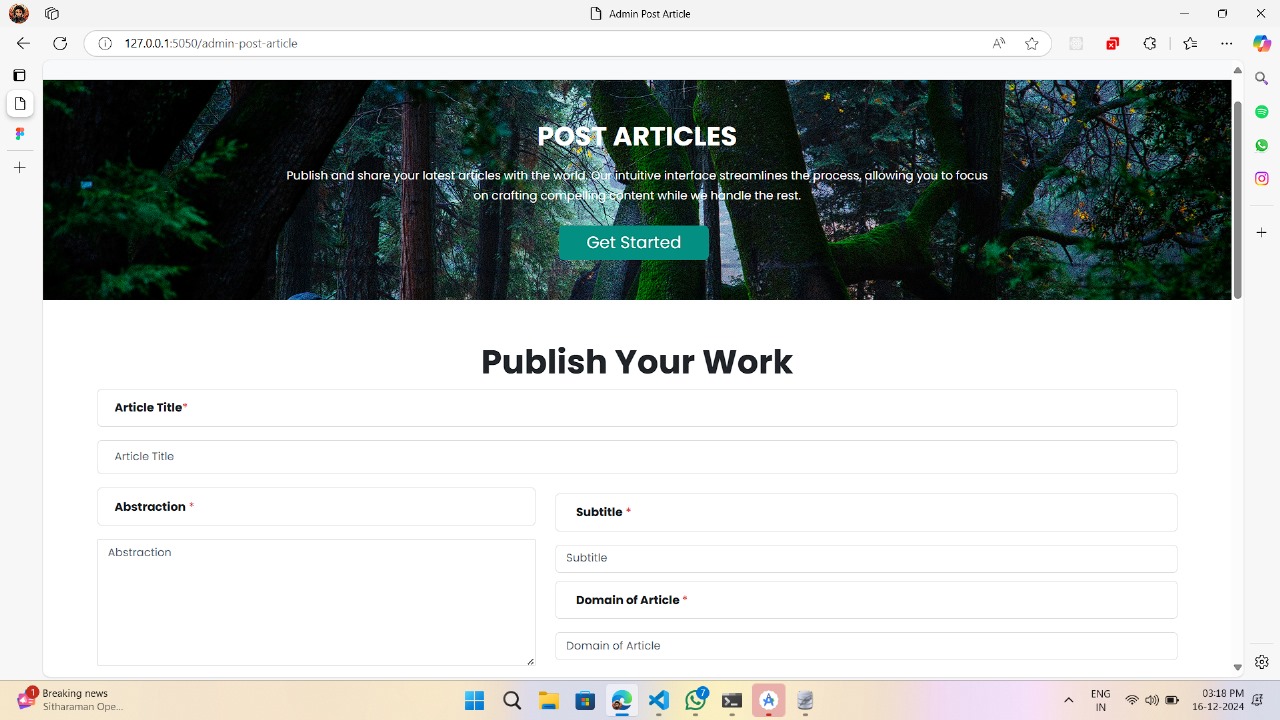 Admin Post Article
127.0.0.1:5050/admin-post-article
POST ARTICLES
Publish and share your latest articles with the world. Our intuitive interface streamlines the process, allowing you to focus
on crafting compelling content while we handle the rest.
Get Started
Publish Your Work
Article Title*
Article Title
Abstraction *
Subtitle *
Abstraction
Subtitle
Domain of Article *
Domain of Article
1
Breaking news
Sitharaman Ope...
7
ENG
IN
03:18 PM
16-12-2024